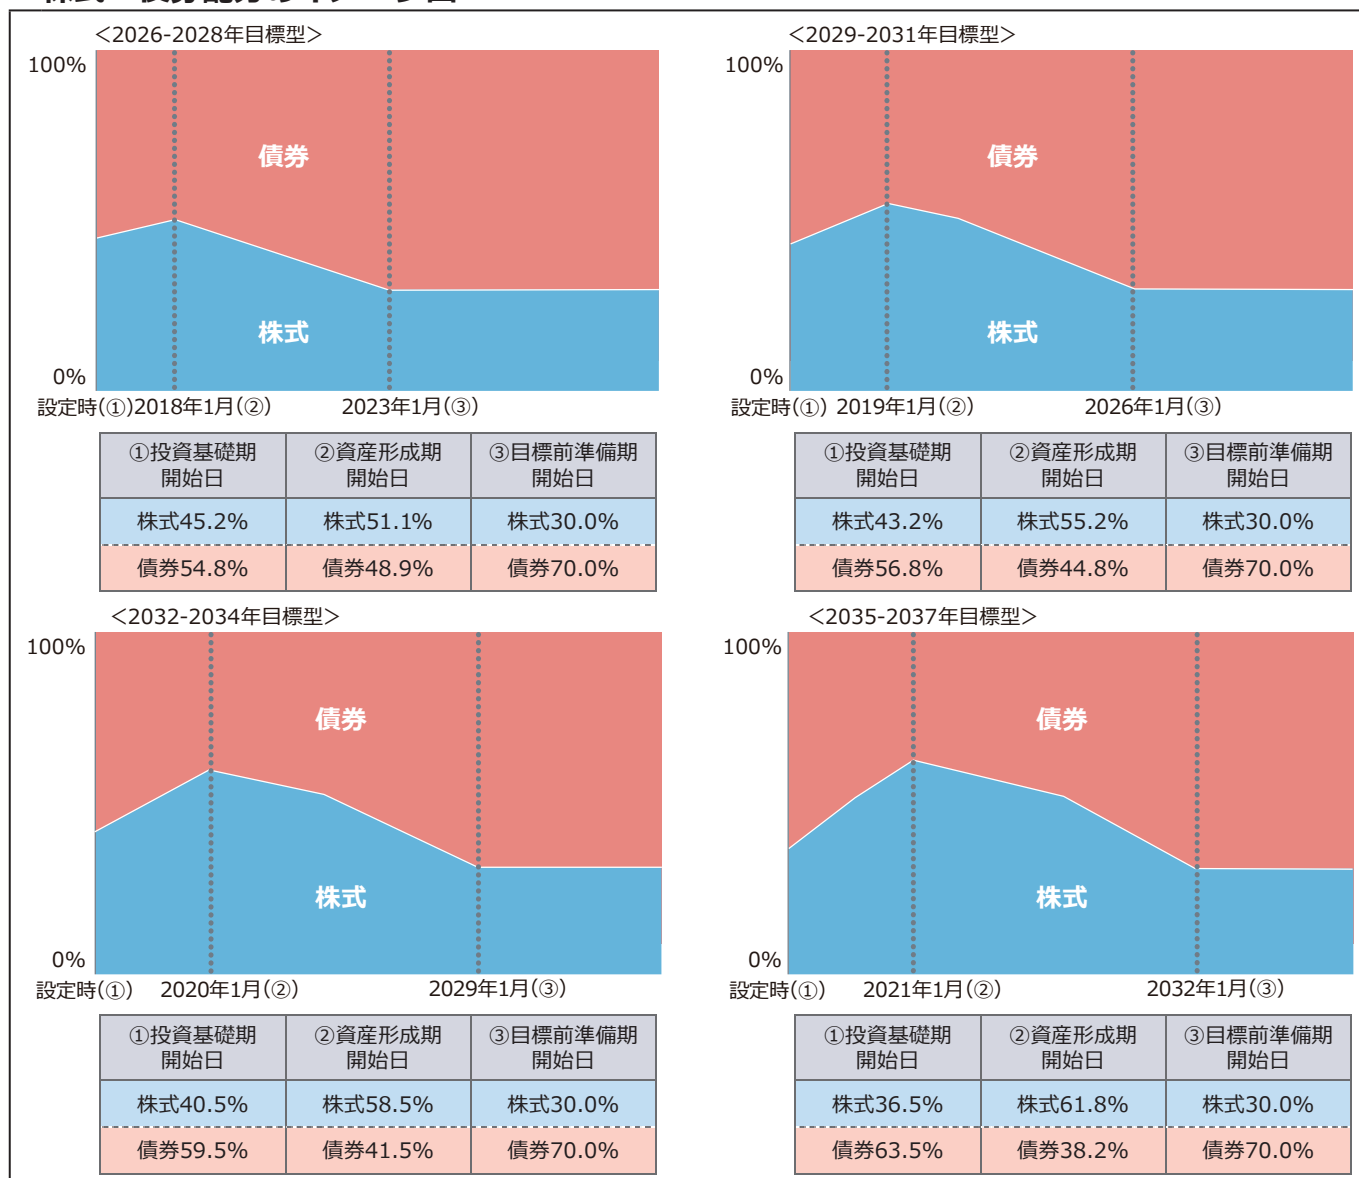 <2026-2028年目標型>
100%
債券
株式
0%
設定時(①)2018年1月(②) 2023年1月(③)
①投資基礎期 ②資産形成期 ③目標前準備期
開始日 開始日 開始日
株式45.2% 株式51.1% 株式30.0%
債券54.8% 債券48.9% 債券70.0%
<2029-2031年目標型>
100%
債券
株式
0%
設定時(①) 2019年1月(②) 2026年1月(③)
①投資基礎期 ②資産形成期 ③目標前準備期
開始日 開始日 開始日
株式43.2% 株式55.2% 株式30.0%
債券56.8% 債券44.8% 債券70.0%
<2032-2034年目標型>
100%
債券
株式
0%
設定時(①) 2020年1月(②) 2029年1月(③)
①投資基礎期 ②資産形成期 ③目標前準備期
開始日 開始日 開始日
株式40.5% 株式58.5% 株式30.0%
債券59.5% 債券41.5% 債券70.0%
<2035-2037年目標型>
100%
債券
株式
0%
設定時(①) 2021年1月(②) 2032年1月(③)
①投資基礎期 ②資産形成期 ③目標前準備期
開始日 開始日 開始日
株式36.5% 株式61.8% 株式30.0%
債券63.5% 債券38.2% 債券70.0%